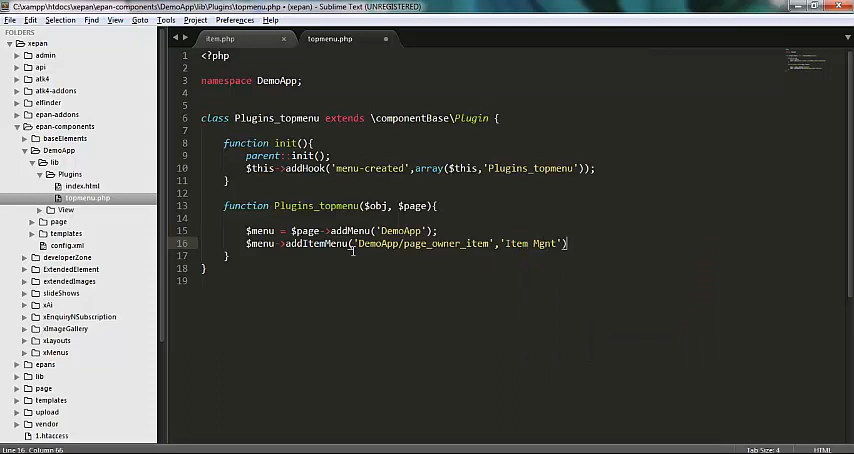 C:\xampp\htdocs\xepan\epan-components\DemoApp\lib\Plugins\topmenu.php • (xepan) - Sublime Text (UNREGISTERED)
File Edit Selection Find View Goto Tools Project Preferences Help
FOLDERS
xepan
admin
api
atk4
atk4-addons
elfinder
epan-addons
epan-components
baseElements
DemoApp
lib
Plugins
index.html
topmenu.php
View
page
templates
config.xml
developerZone
ExtendedElement
extendedImages
slideShows
xAi
xEnquiryNSubscription
xImageGallery
xLayouts
xMenus
epans
lib
page
templates
upload
vendor
1.htaccess
item.php × topmenu.php •
1 <?php
2
3 namespace DemoApp;
4
5
6 class Plugins_topmenu extends \componentBase\Plugin {
7
8 function init(){
9 parent::init();
10 $this->addHook('menu-created',array($this,'Plugins_topmenu'));
11 }
12
13 function Plugins_topmenu($obj, $page){
14
15 $menu = $page->addMenu('DemoApp');
16 $menu->addItemMenu('DemoApp/page_owner_item','Item Mgnt')
17 }
18 }
19
Line 16, Column 66 Tab Size: 4 HTML